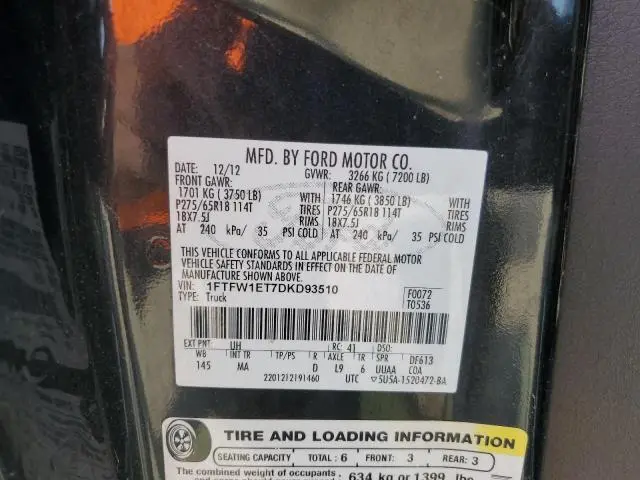 MFD. BY FORD MOTOR CO.
DATE: 12/12 GVWR: 3266 KG ( 7200 LB)
FRONT GAWR: REAR GAWR:
1701 KG ( 3750 LB) 1746 KG ( 3850 LB)
P275/65R18 114T TIRES P275/65R18 114T TIRES
18X7.5J RIMS 18X7.5J RIMS
AT 240 kPa/ 35 PSI COLD AT 240 kPa/ 35 PSI COLD
THIS VEHICLE CONFORMS TO ALL APPLICABLE FEDERAL MOTOR
VEHICLE SAFETY STANDARDS IN EFFECT ON THE DATE OF
MANUFACTURE SHOWN ABOVE.
VIN: 1FTFW1ET7DKD93510 F0072
TYPE: Truck T0536
EXT PNT: UH RC: 41 DSO:
WB INT TR TP/PS R AXLE TR SPR DF613
145 MA D L9 6 UUAA COA
2201212191460 UTC 5U5A-1520472-BA
TIRE AND LOADING INFORMATION
SEATING CAPACITY TOTAL: 6 FRONT: 3 REAR: 3
The combined weight of occupants
634 kg or 1399 lbs